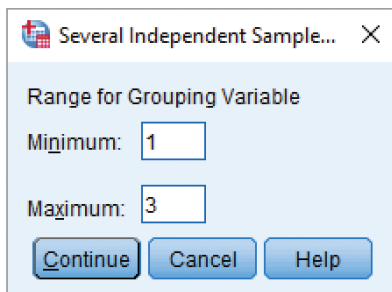 Several Independent Sample...
Range for Grouping Variable
Minimum: 1
Maximum: 3
Continue Cancel Help